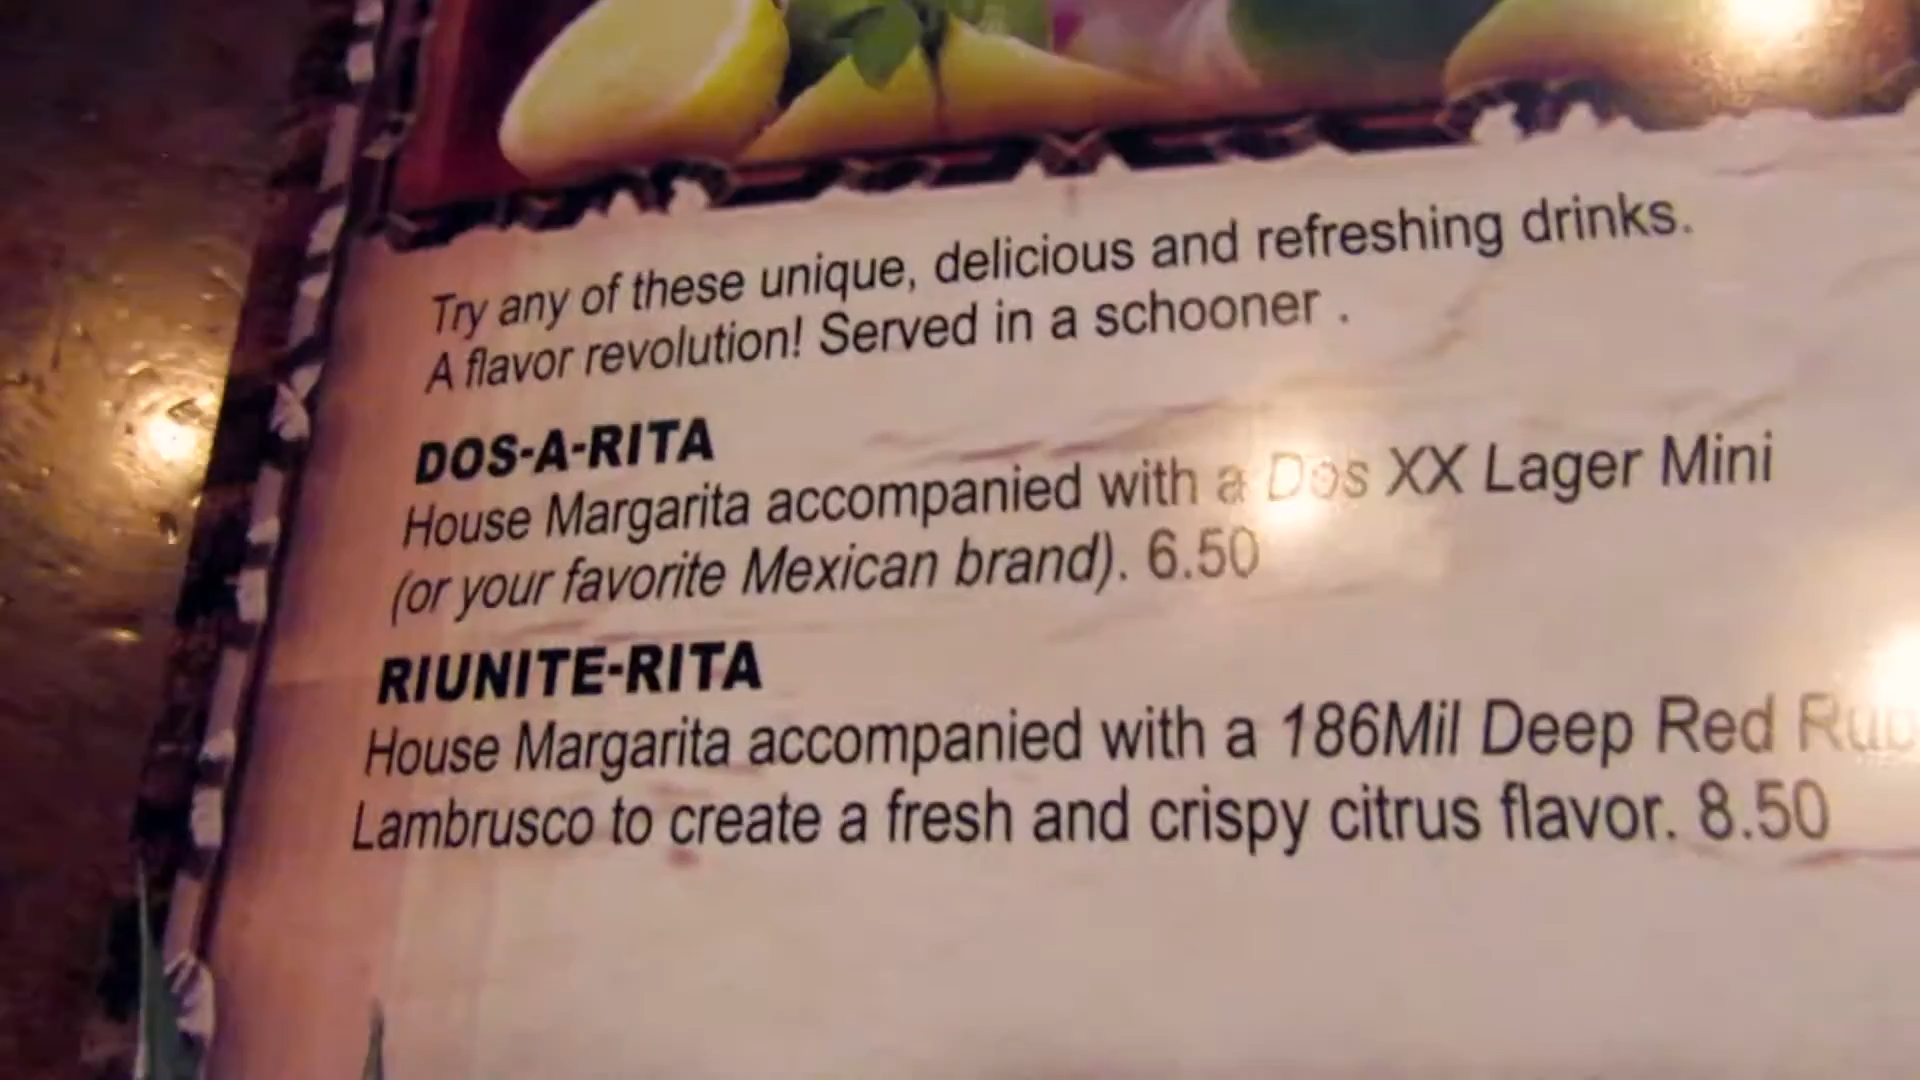 Try any of these unique, delicious and refreshing drinks.
A flavor revolution! Served in a schooner .
DOS-A-RITA
House Margarita accompanied with a Dos XX Lager Mini
(or your favorite Mexican brand). 6.50
RIUNITE-RITA
House Margarita accompanied with a 186Mil Deep Red
Lambrusco to create a fresh and crispy citrus flavor. 8.50